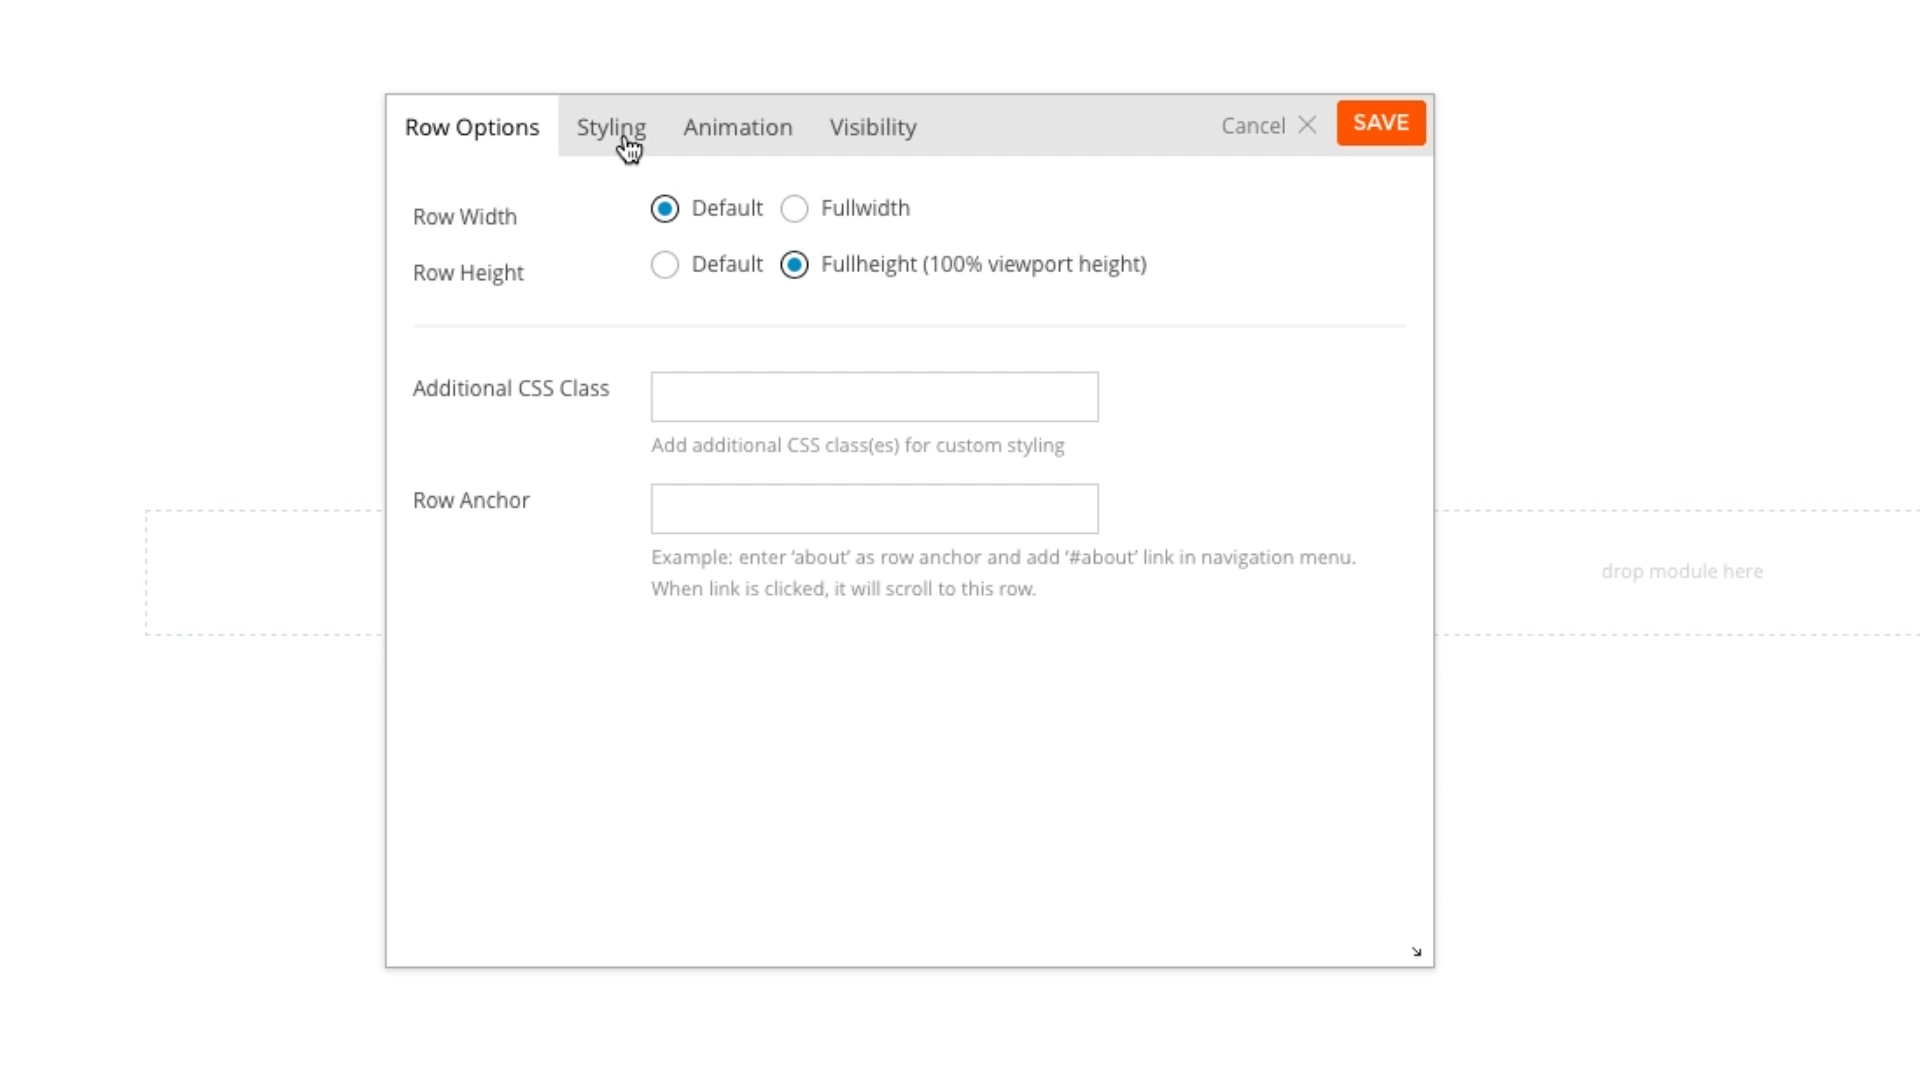 Row Options Styling Animation Visibility Cancel SAVE
Row Width Default Fullwidth
Row Height Default Fullheight (100% viewport height)
Additional CSS Class
Add additional CSS class(es) for custom styling
Row Anchor
Example: enter ‘about’ as row anchor and add ‘#about’ link in navigation menu.
When link is clicked, it will scroll to this row.
drop module here